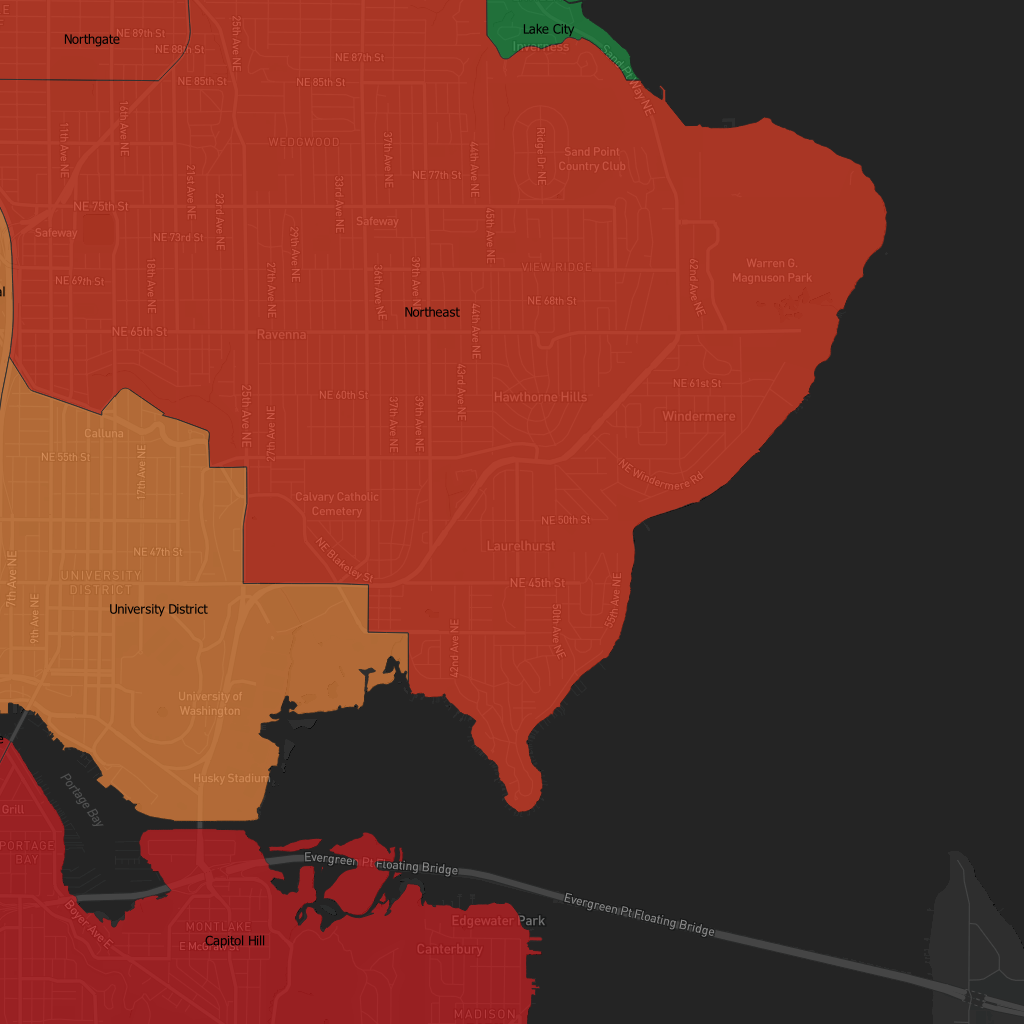 Lake City
Inverness
Sand Pt Way NE
Northgate
NE 89th St
NE 88th St
25th Ave NE
NE 87th St
NE 85th St
NE 85th St
16th Ave NE
11th Ave NE
WEDGWOOD
37th Ave NE
44th Ave NE
Ridge Dr NE
Sand Point
Country Club
21st Ave NE
NE 77th St
33rd Ave NE
23rd Ave NE
NE 75th St
Safeway
45th Ave NE
Safeway
NE 73rd St
29th Ave NE
VIEW RIDGE
62nd Ave NE
Warren G.
Magnuson Park
NE 69th St
18th Ave NE
27th Ave NE
36th Ave NE
39th Ave NE
NE 68th St
Northeast
44th Ave NE
NE 65th St
Ravenna
43rd Ave NE
NE 61st St
NE 60th St
Hawthorne Hills
25th Ave NE
27th Ave NE
37th Ave NE
39th Ave NE
Windermere
Calluna
NE 55th St
17th Ave NE
NE Windermere Rd
Calvary Catholic
Cemetery
NE 50th St
NE Blakeley St
Laurelhurst
NE 47th St
7th Ave NE
UNIVERSITY
DISTRICT
NE 45th St
9th Ave NE
University District
50th Ave NE
55th Ave NE
42nd Ave NE
University of
Washington
Husky Stadium
Portage Bay
Grill
PORTAGE
BAY
Evergreen Pt Floating Bridge
Evergreen Pt Floating Bridge
Boyer Ave E
MONTLAKE
E McGraw St
Capitol Hill
Edgewater Park
Canterbury
MADISON